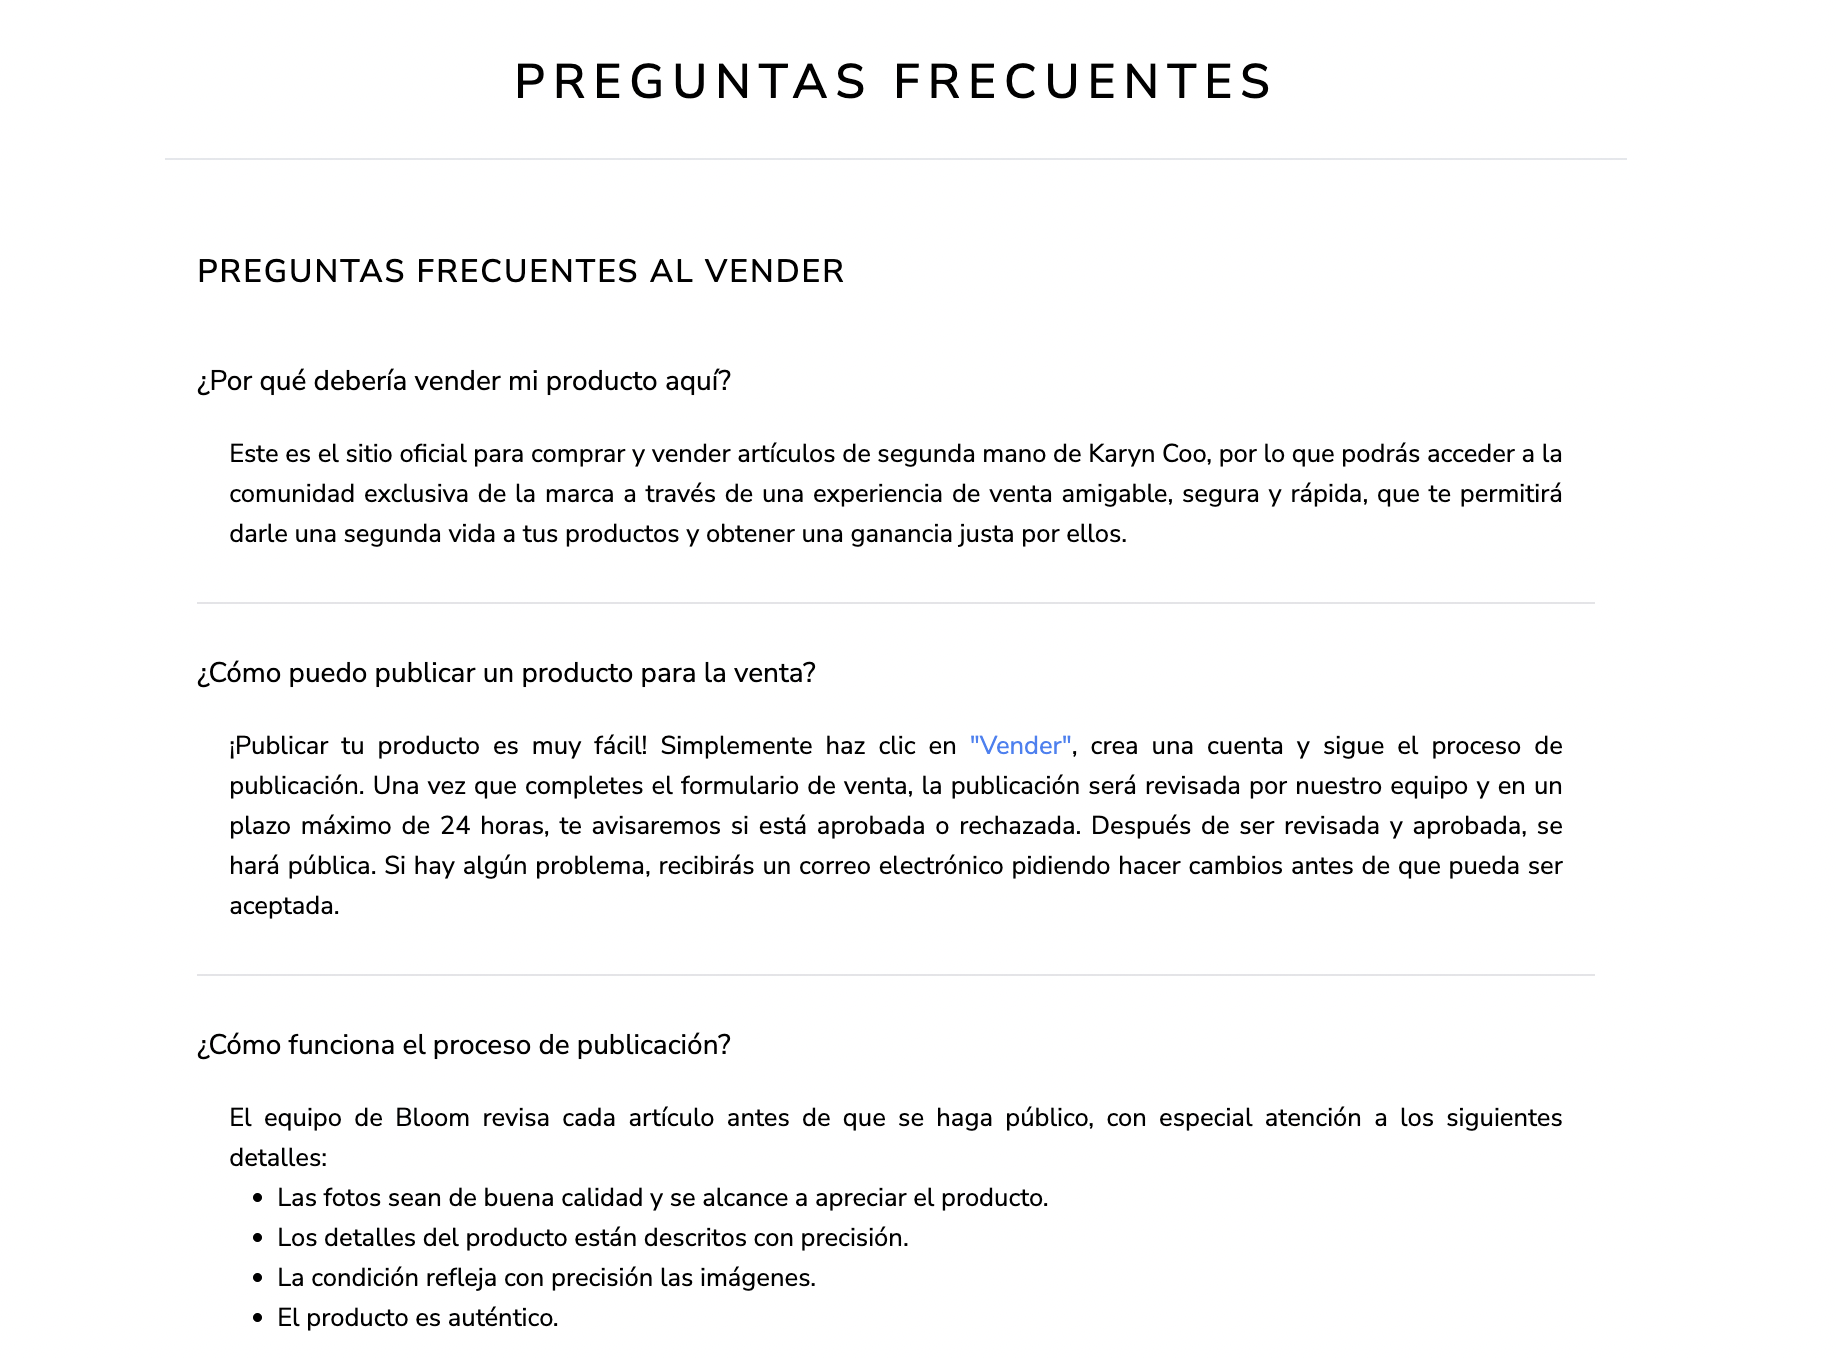 PREGUNTAS FRECUENTES
PREGUNTAS FRECUENTES AL VENDER
¿Por qué debería vender mi producto aquí?
Este es el sitio oficial para comprar y vender artículos de segunda mano de Karyn Coo, por lo que podrás acceder a la
comunidad exclusiva de la marca a través de una experiencia de venta amigable, segura y rápida, que te permitirá
darle una segunda vida a tus productos y obtener una ganancia justa por ellos.
¿Cómo puedo publicar un producto para la venta?
¡Publicar tu producto es muy fácil! Simplemente haz clic en "Vender", crea una cuenta y sigue el proceso de
publicación. Una vez que completes el formulario de venta, la publicación será revisada por nuestro equipo y en un
plazo máximo de 24 horas, te avisaremos si está aprobada o rechazada. Después de ser revisada y aprobada, se
hará pública. Si hay algún problema, recibirás un correo electrónico pidiendo hacer cambios antes de que pueda ser
aceptada.
¿Cómo funciona el proceso de publicación?
El equipo de Bloom revisa cada artículo antes de que se haga público, con especial atención a los siguientes
detalles:
• Las fotos sean de buena calidad y se alcance a apreciar el producto.
• Los detalles del producto están descritos con precisión.
• La condición refleja con precisión las imágenes.
• El producto es auténtico.